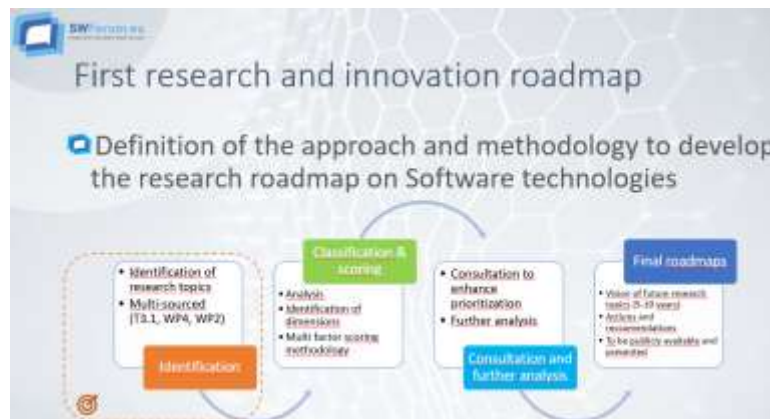 SWForum.eu
First research and innovation roadmap
Definition of the approach and methodology to develop
the research roadmap on Software technologies
• Identification of
research topics
• Multi-sourced
(T3.1, WP4, WP2)
Identification
Classification &
scoring
• Analysis
• Identification of
dimensions
• Multi factor scoring
methodology
• Consultation to
enhance
prioritization
• Further analysis
Consultation and
further analysis
Final roadmaps
• Vision of future research
topics (5-10 years)
• Actions and
recommendations
• To be publicly available and
presented